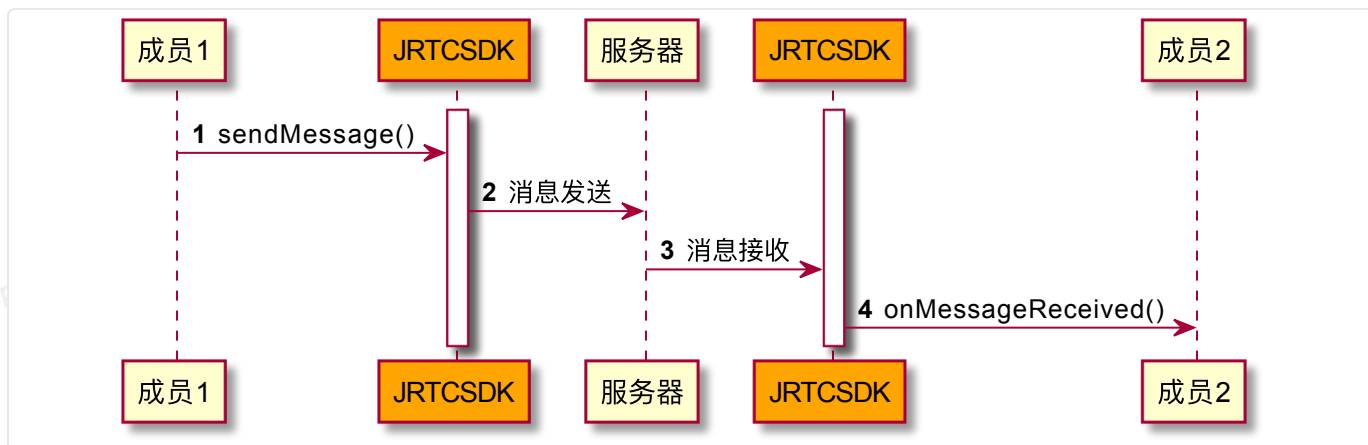 成员1
JRTCSDK
服务器
JRTCSDK
成员2
1 sendMessage()
2 消息发送
3 消息接收
4 onMessageReceived()
成员1
JRTCSDK
服务器
JRTCSDK
成员2